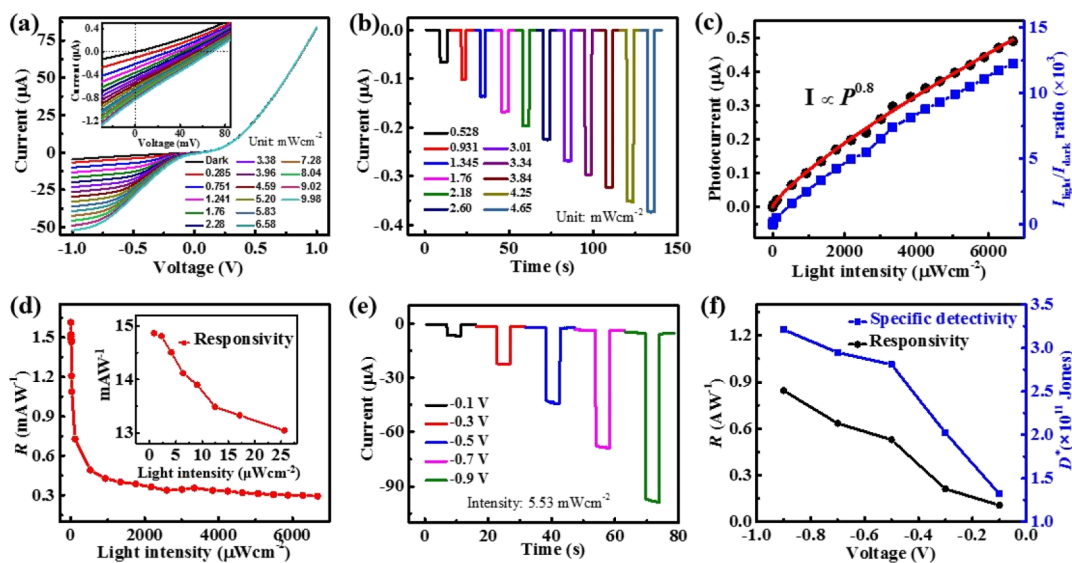 (a)
75
50
25
0
-25
-50
Current (μA)
-1.0 -0.5 0.0 0.5 1.0
Voltage (V)
0.4
0.0
-0.4
-0.8
-1.2
Current (μA)
0 40 80
Voltage (mV)
Unit: mWcm-2
Dark 3.38 7.28
0.285 3.96 8.04
0.751 4.59 9.02
1.241 5.20 9.98
1.76 5.83
2.28 6.58
(b)
0.0
-0.1
-0.2
-0.3
-0.4
Current (μA)
0.528
0.931 3.01
1.345 3.34
1.76 3.84
2.18 4.25
2.60 4.65
Unit: mWcm-2
0 50 100 150
Time (s)
(c)
0.5
0.4
0.3
0.2
0.1
0.0
Photocurrent (μA)
I ∝ P0.8
15
10
5
0
Ilight/Idark ratio (×103)
0 2000 4000 6000
Light intensity (μWcm-2)
(d)
1.8
1.5
1.2
0.9
0.6
0.3
R (mAW-1)
15
14
13
mAW-1
Responsivity
0 5 10 15 20 25
Light intensity (μWcm-2)
0 2000 4000 6000
Light intensity (μWcm-2)
(e)
0
-30
-60
-90
Current (μA)
-0.1 V
-0.3 V
-0.5 V
-0.7 V
-0.9 V
Intensity: 5.53 mWcm-2
0 20 40 60 80
Time (s)
(f)
1.2
0.9
0.6
0.3
0.0
R (AW-1)
Specific detectivity
Responsivity
3.5
3.0
2.5
2.0
1.5
1.0
D*(×1011 Jones)
-1.0 -0.8 -0.6 -0.4 -0.2 0.0
Voltage (V)